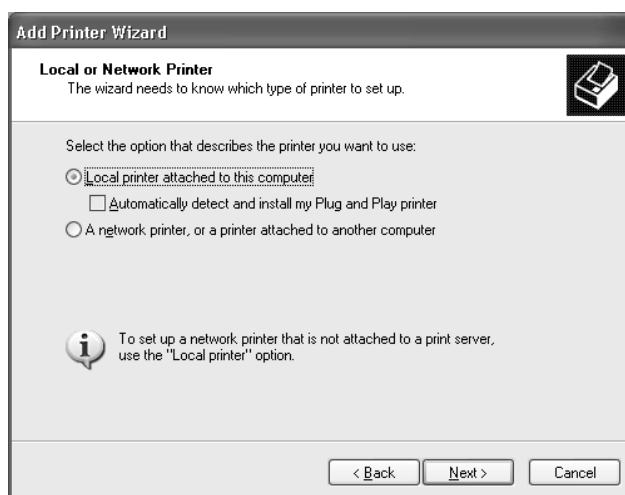 Add Printer Wizard
Local or Network Printer
The wizard needs to know which type of printer to set up.
Select the option that describes the printer you want to use:
Local printer attached to this computer
Automatically detect and install my Plug and Play printer
A network printer, or a printer attached to another computer
To set up a network printer that is not attached to a print server,
use the "Local printer" option.
< Back Next > Cancel